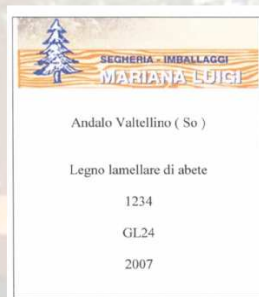 SEGHERIA - IMBALLAGGI
MARIANA LUIGI
Andalo Valtellino ( So )
Legno lamellare di abete
1234
GL24
2007